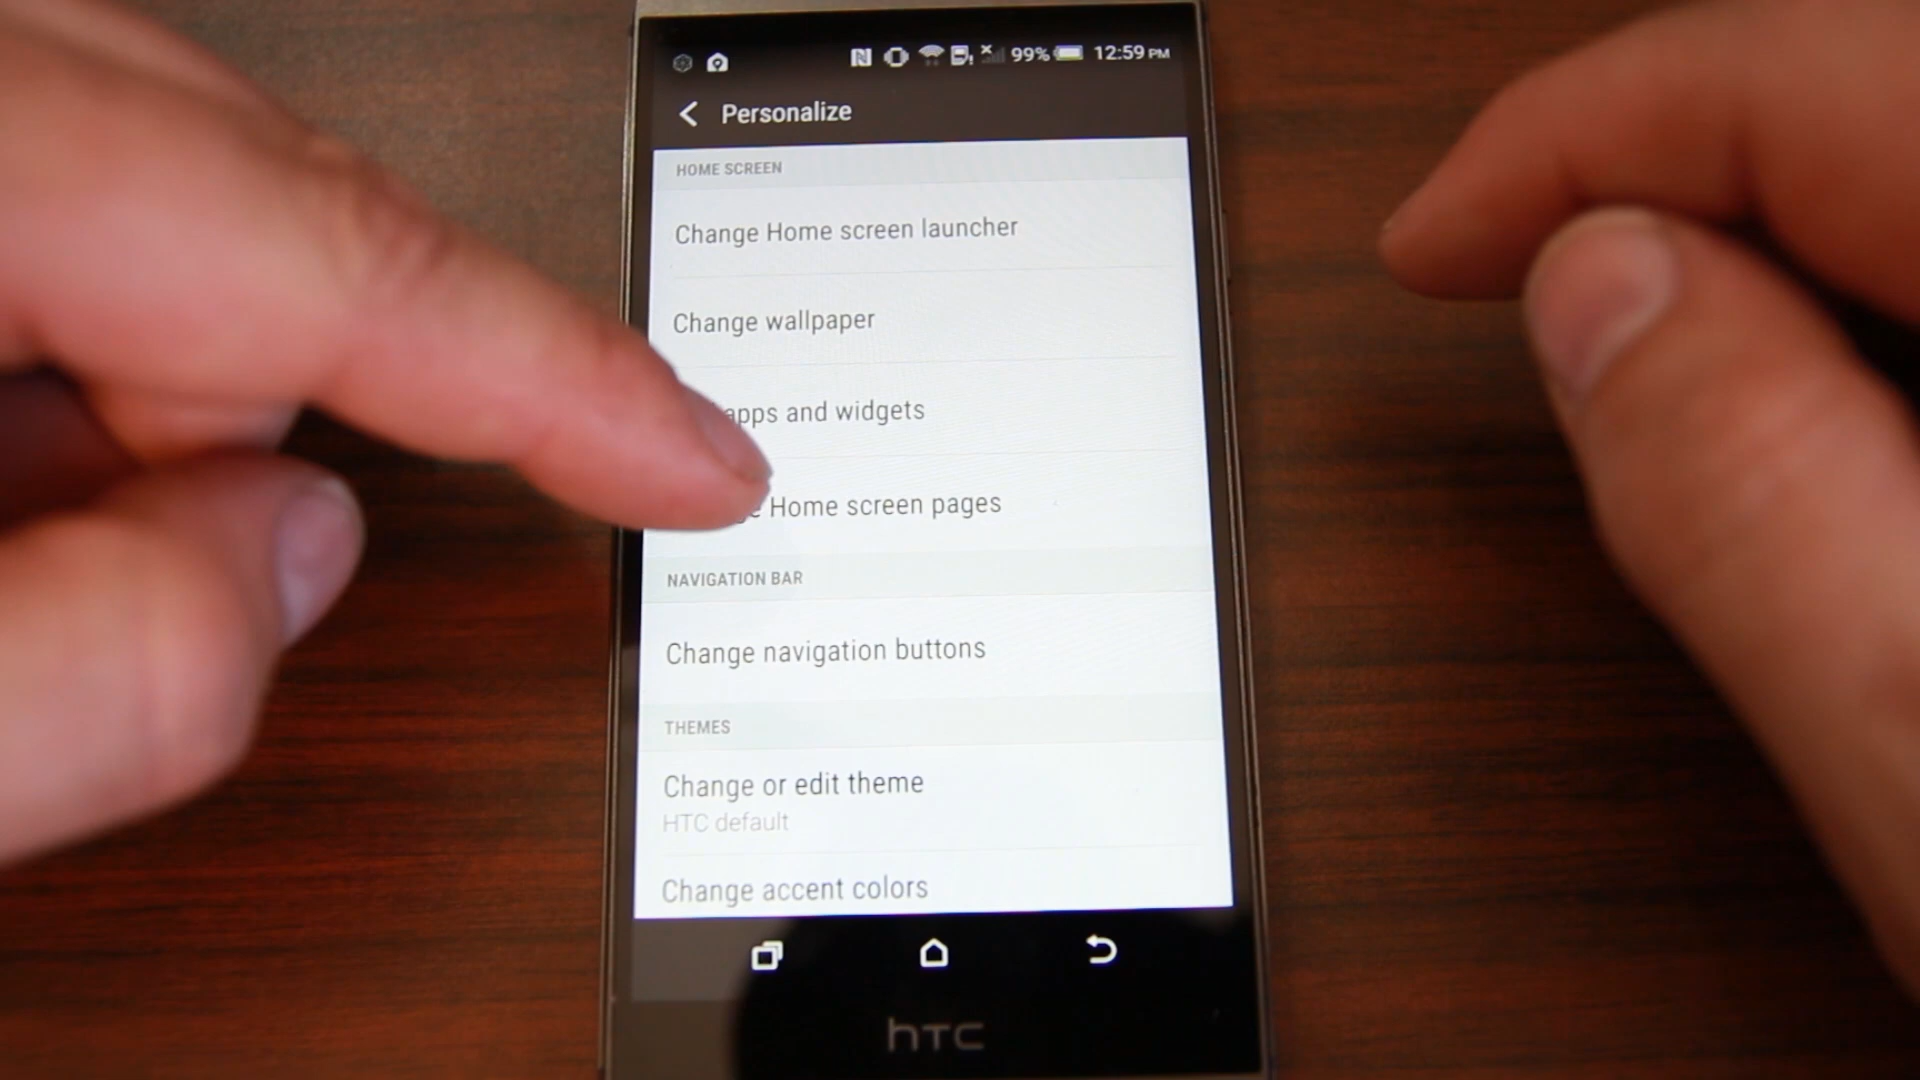 99% 12:59 PM
Personalize
HOME SCREEN
Change Home screen launcher
Change wallpaper
apps and widgets
Home screen pages
NAVIGATION BAR
Change navigation buttons
THEMES
Change or edit theme
HTC default
Change accent colors
hTC